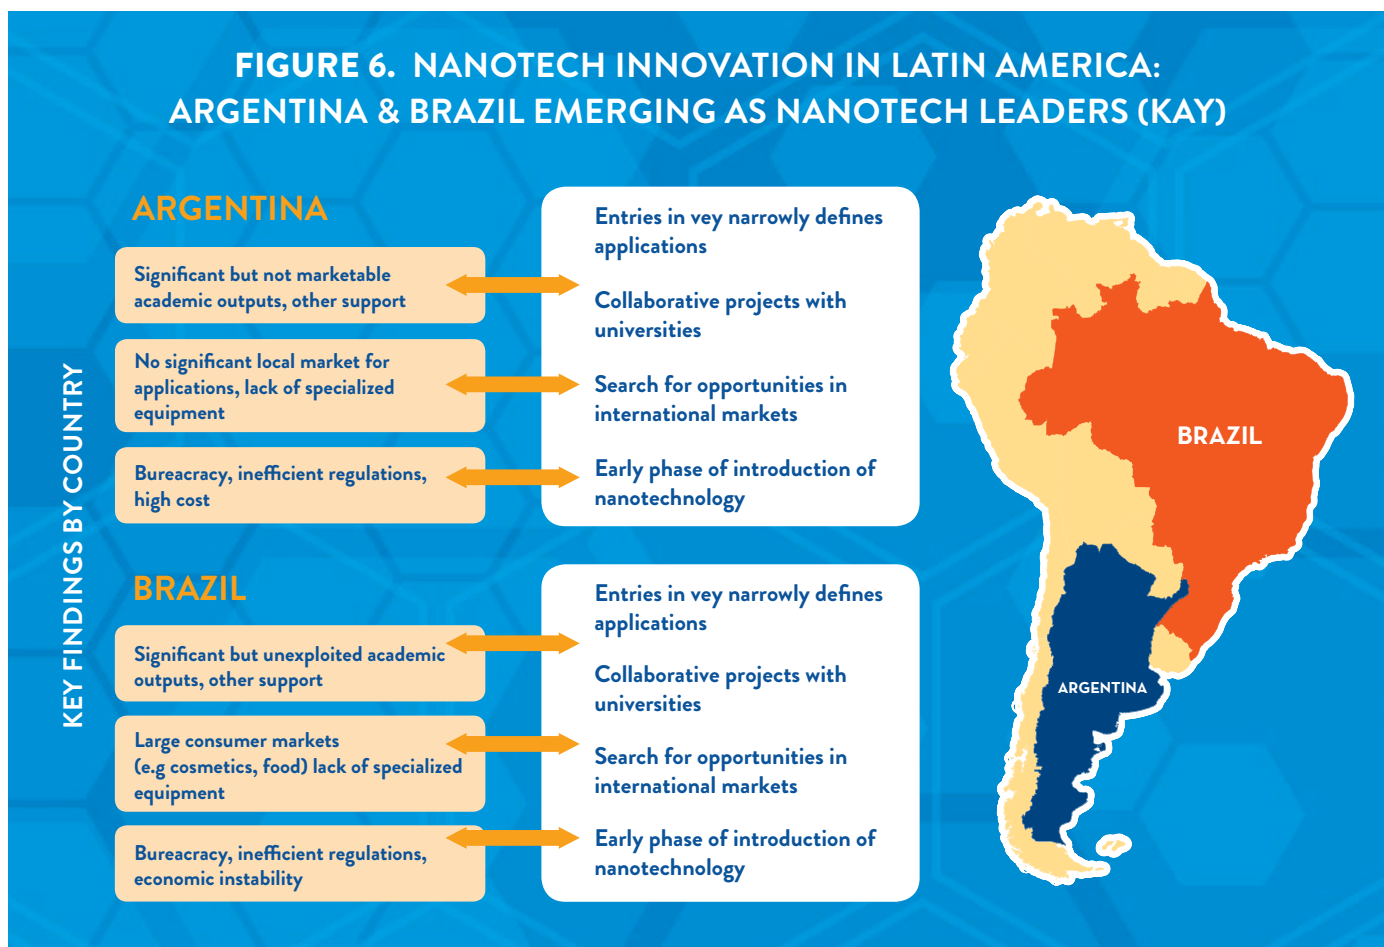 FIGURE 6. NANOTECH INNOVATION IN LATIN AMERICA:
ARGENTINA & BRAZIL EMERGING AS NANOTECH LEADERS (KAY)
KEY FINDINGS BY COUNTRY
ARGENTINA
Significant but not marketable
academic outputs, other support
No significant local market for
applications, lack of specialized
equipment
Bureacracy, inefficient regulations,
high cost
Entries in vey narrowly defines
applications
Collaborative projects with
universities
Search for opportunities in
international markets
Early phase of introduction of
nanotechnology
BRAZIL
Significant but unexploited academic
outputs, other support
Large consumer markets
(e.g cosmetics, food) lack of specialized
equipment
Bureacracy, inefficient regulations,
economic instability
Entries in vey narrowly defines
applications
Collaborative projects with
universities
Search for opportunities in
international markets
Early phase of introduction of
nanotechnology
BRAZIL
ARGENTINA